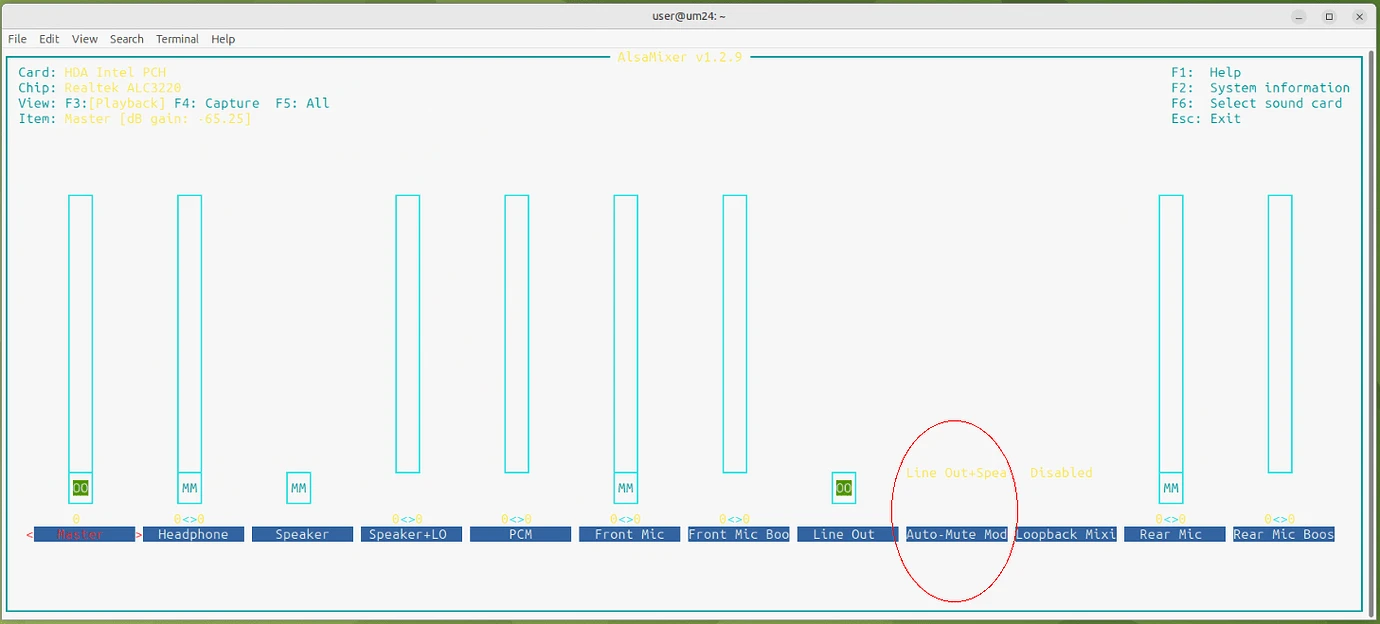 user@um24: ~
File Edit View Search Terminal Help
AlsaMixer v1.2.9
Card: HDA Intel PCH
F1: Help
Chip: Realtek ALC3220
F2: System information
View: F3:[Playback] F4: Capture F5: All
F6: Select sound card
Item: Master [dB gain: -65.25]
Esc: Exit
Line Out+Spea Disabled
OO MM MM MM OO MM
0 0<>0 0<>0 0<>0 0<>0 0<>0 0<>0 0<>0
< Master > Headphone Speaker Speaker+LO PCM Front Mic Front Mic Boo Line Out Auto-Mute Mod Loopback Mixi Rear Mic Rear Mic Boos